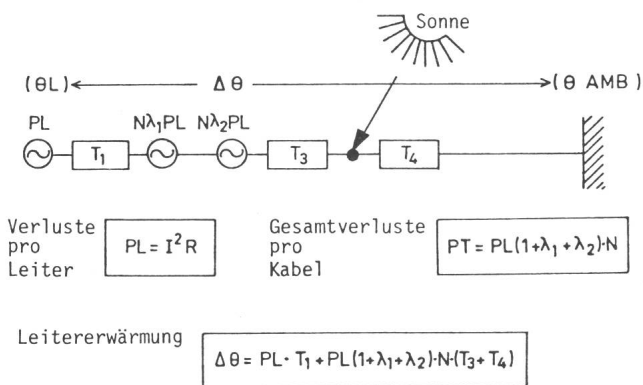 Sonne
(θL) Δθ (θ AMB)
PL Nλ₁PL Nλ₂PL
T₁ T₃ T₄
Verluste pro Leiter
PL = I²R
Gesamtverluste pro Kabel
PT = PL(1+λ₁+λ₂)·N
Leitererwärmung
Δθ = PL· T₁ + PL(1+λ₁+λ₂)·N·(T₃+T₄)